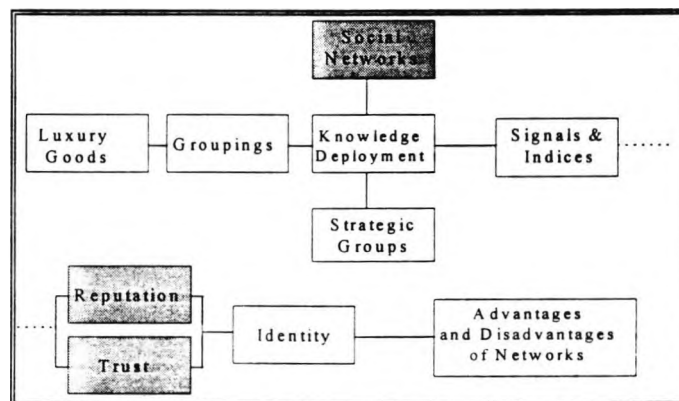 Social
Networks
Luxury
Goods
Groupings
Knowledge
Deployment
Signals &
Indices
Strategic
Groups
Reputation
Trust
Identity
Advantages
and Disadvantages
of Networks